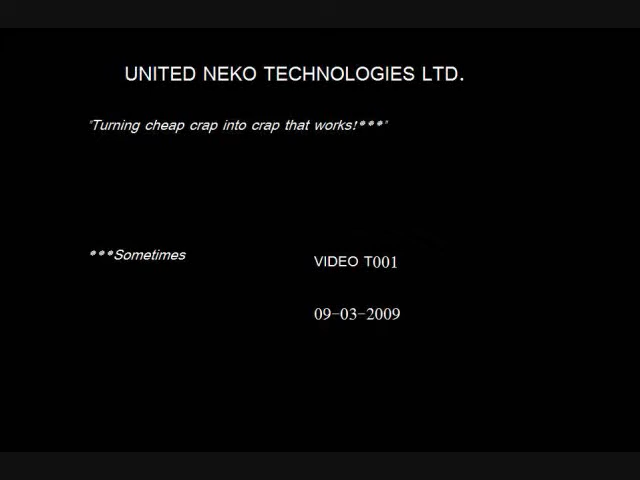 UNITED NEKO TECHNOLOGIES LTD.
"Turning cheap crap into crap that works!***"
***Sometimes
VIDEO T001
09-03-2009